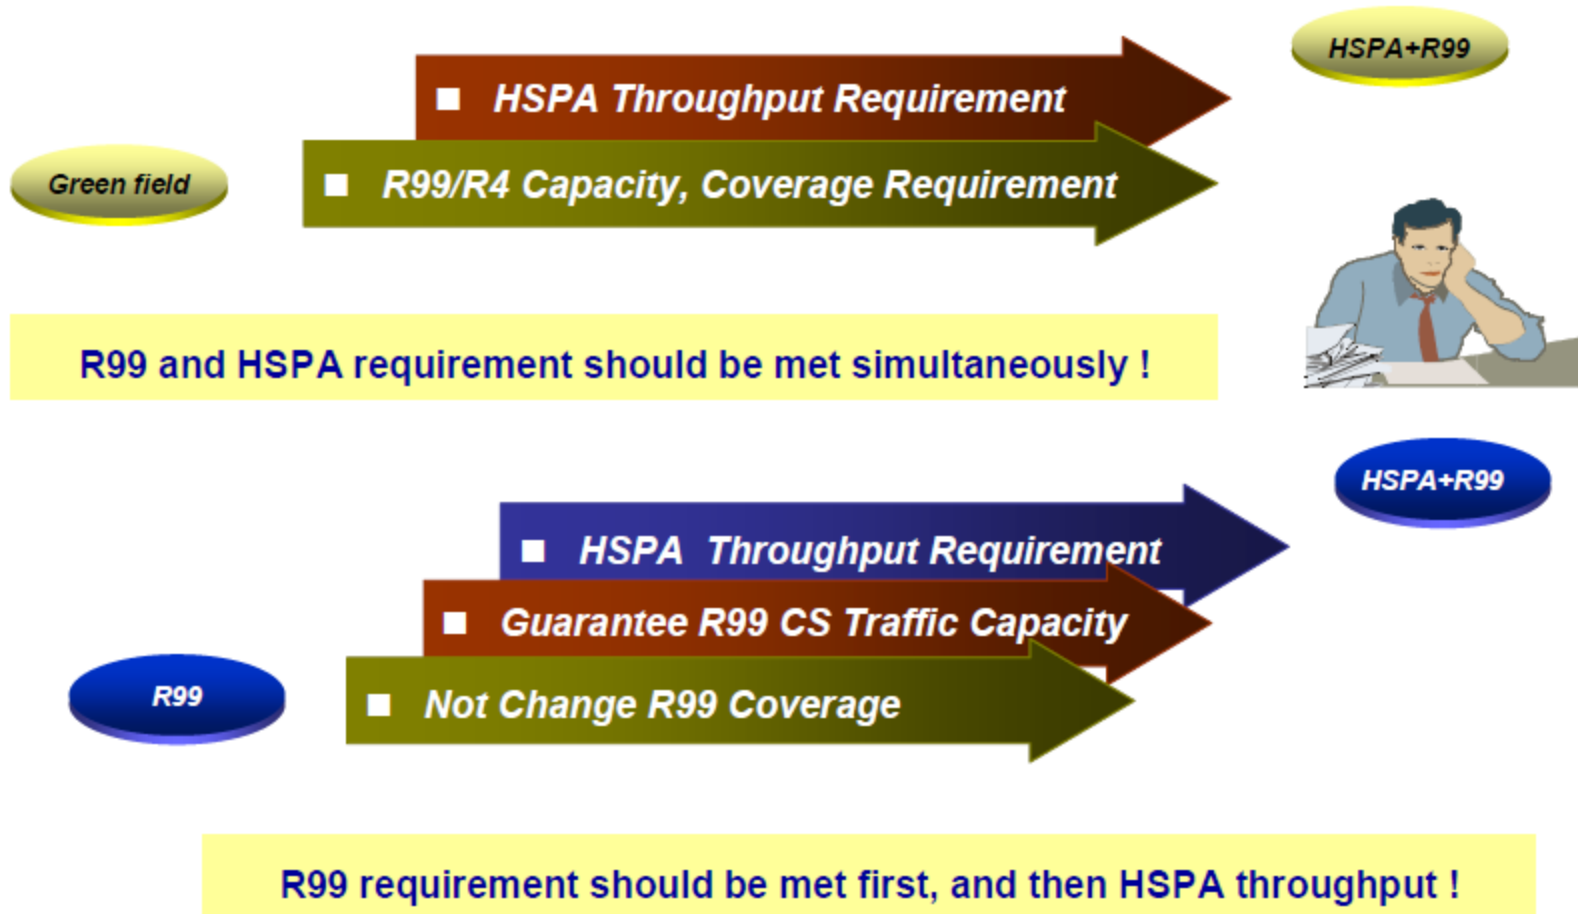 HSPA+R99
HSPA Throughput Requirement
Green field
R99/R4 Capacity, Coverage Requirement
R99 and HSPA requirement should be met simultaneously !
HSPA+R99
HSPA Throughput Requirement
Guarantee R99 CS Traffic Capacity
R99
Not Change R99 Coverage
R99 requirement should be met first, and then HSPA throughput !